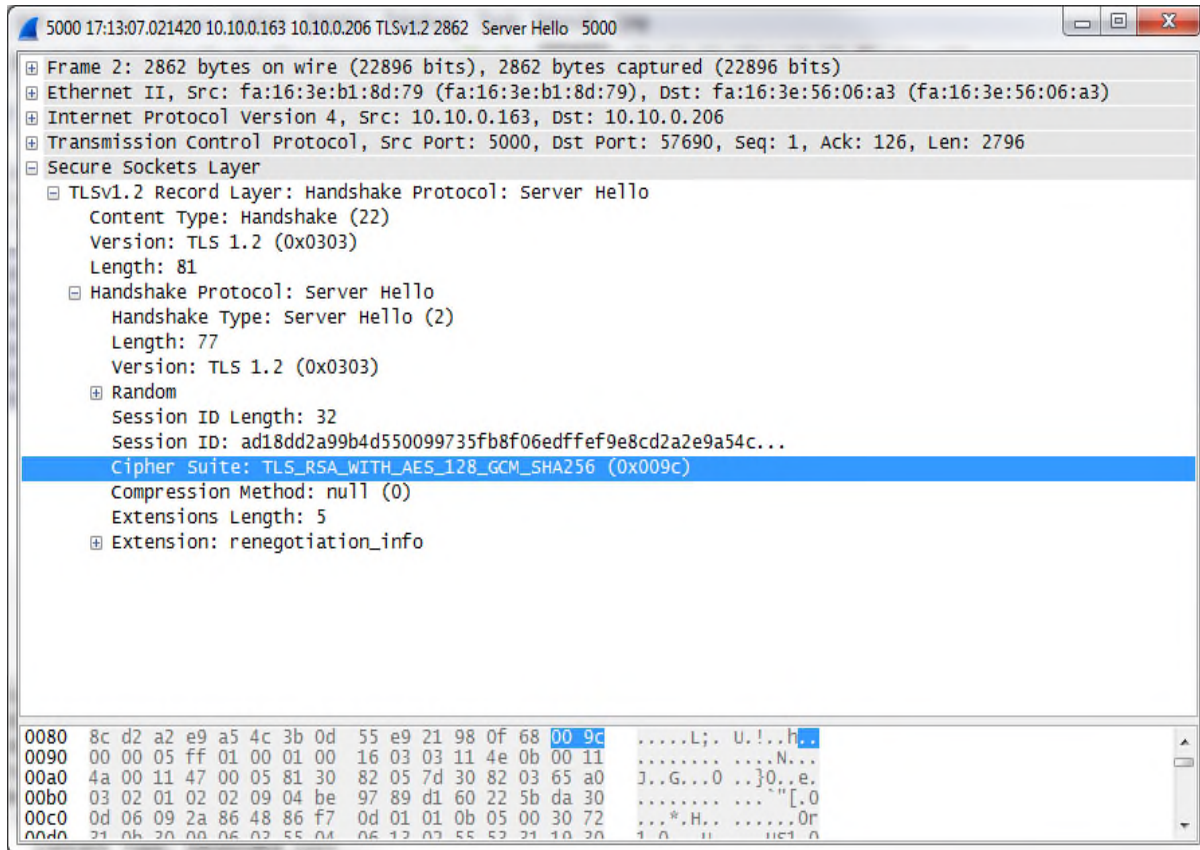 5000 17:13:07.021420 10.10.0.163 10.10.0.206 TLSv1.2 2862 Server Hello 5000
Frame 2: 2862 bytes on wire (22896 bits), 2862 bytes captured (22896 bits)
Ethernet II, Src: fa:16:3e:b1:8d:79 (fa:16:3e:b1:8d:79), Dst: fa:16:3e:56:06:a3 (fa:16:3e:56:06:a3)
Internet Protocol Version 4, Src: 10.10.0.163, Dst: 10.10.0.206
Transmission Control Protocol, Src Port: 5000, Dst Port: 57690, Seq: 1, Ack: 126, Len: 2796
Secure Sockets Layer
TLSv1.2 Record Layer: Handshake Protocol: Server Hello
Content Type: Handshake (22)
Version: TLS 1.2 (0x0303)
Length: 81
Handshake Protocol: Server Hello
Handshake Type: Server Hello (2)
Length: 77
Version: TLS 1.2 (0x0303)
Random
Session ID Length: 32
Session ID: ad18dd2a99b4d550099735fb8f06edffef9e8cd2a2e9a54c...
Cipher Suite: TLS_RSA_WITH_AES_128_GCM_SHA256 (0x009c)
Compression Method: null (0)
Extensions Length: 5
Extension: renegotiation_info
0080 8c d2 a2 e9 a5 4c 3b 0d 55 e9 21 98 0f 68 00 9c .....L;. U.!..h..
0090 00 00 05 ff 01 00 01 00 16 03 03 11 4e 0b 00 11 ........ ....N...
00a0 4a 00 11 47 00 05 81 30 82 05 7d 30 82 03 65 a0 J..G...0 ..}0..e.
00b0 03 02 01 02 02 09 04 be 97 89 d1 60 22 5b da 30 ........ ...`"[.0
00c0 0d 06 09 2a 86 48 86 f7 0d 01 01 0b 05 00 30 72 ...*.H.. ......0r